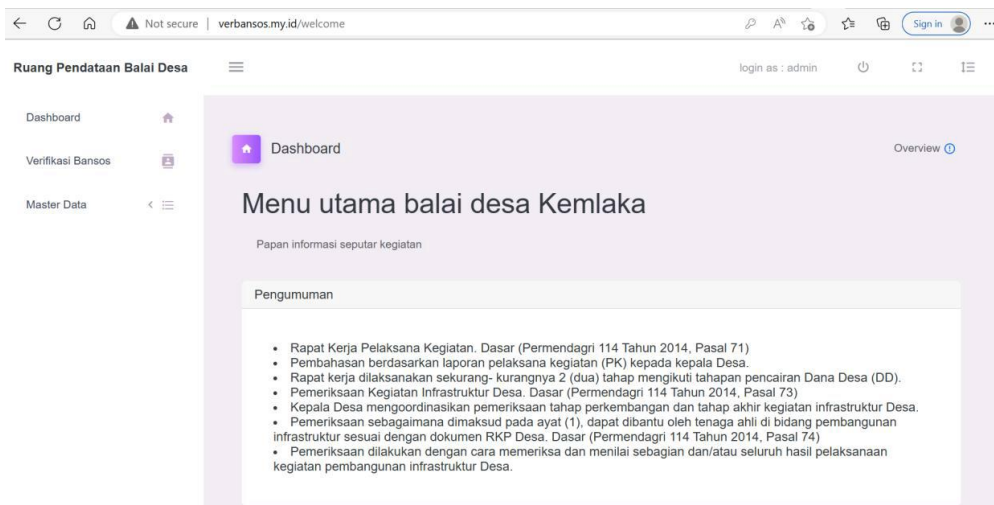 Not secure | verbansos.my.id/welcome
Sign in
Ruang Pendataan Balai Desa
login as : admin
Dashboard
Verifikasi Bansos
Master Data
Dashboard
Overview
Menu utama balai desa Kemlaka
Papan informasi seputar kegiatan
Pengumuman
• Rapat Kerja Pelaksana Kegiatan. Dasar (Permendagri 114 Tahun 2014, Pasal 71)
• Pembahasan berdasarkan laporan pelaksana kegiatan (PK) kepada kepala Desa.
• Rapat kerja dilaksanakan sekurang- kurangnya 2 (dua) tahap mengikuti tahapan pencairan Dana Desa (DD).
• Pemeriksaan Kegiatan Infrastruktur Desa. Dasar (Permendagri 114 Tahun 2014, Pasal 73)
• Kepala Desa mengoordinasikan pemeriksaan tahap perkembangan dan tahap akhir kegiatan infrastruktur Desa.
• Pemeriksaan sebagaimana dimaksud pada ayat (1), dapat dibantu oleh tenaga ahli di bidang pembangunan
infrastruktur sesuai dengan dokumen RKP Desa. Dasar (Permendagri 114 Tahun 2014, Pasal 74)
• Pemeriksaan dilakukan dengan cara memeriksa dan menilai sebagian dan/atau seluruh hasil pelaksanaan
kegiatan pembangunan infrastruktur Desa.